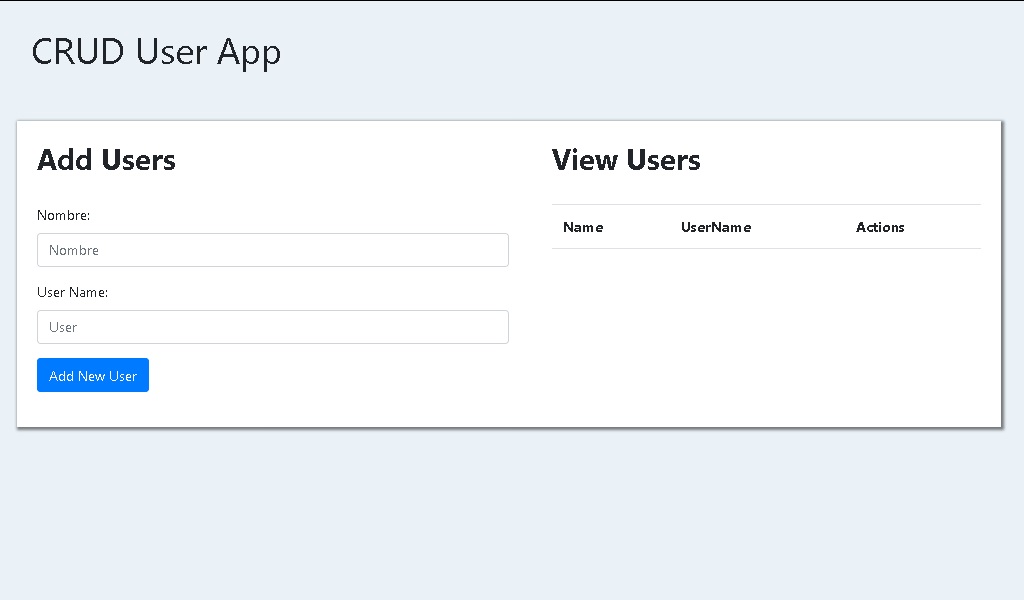 CRUD User App
Add Users
Nombre:
Nombre
User Name:
User
Add New User
View Users
Name UserName Actions